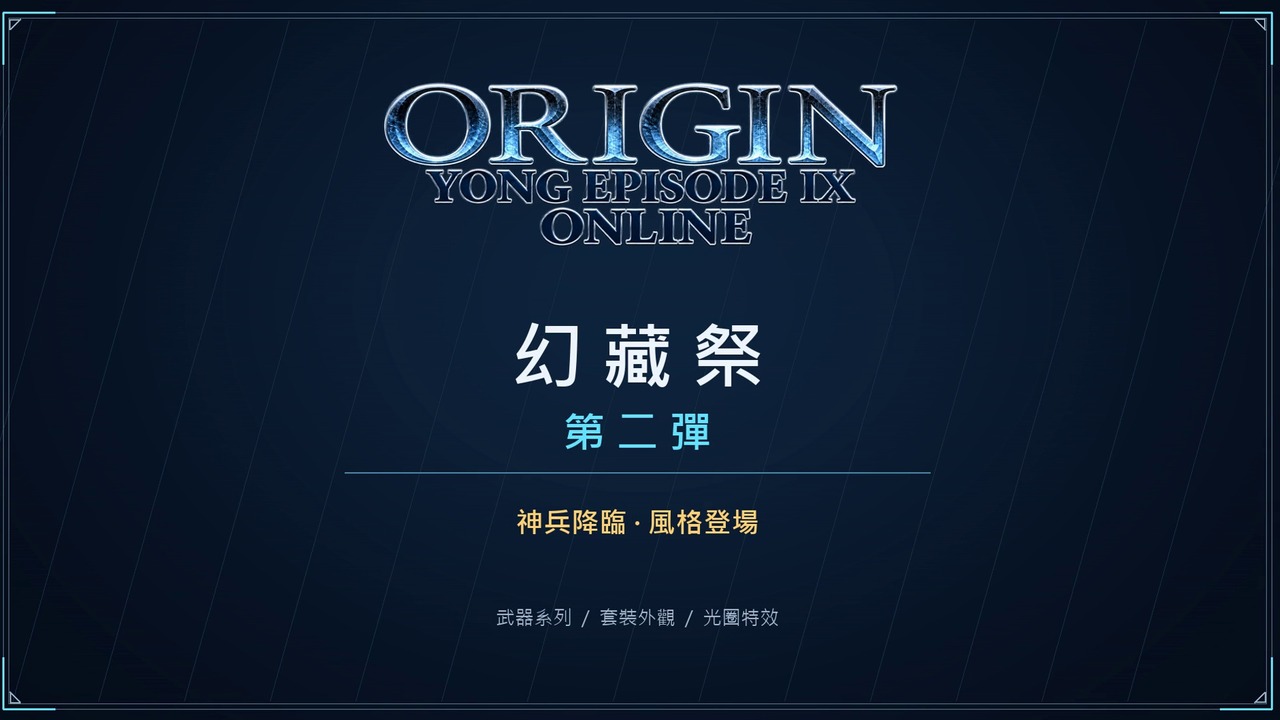 ORIGIN
YONG EPISODE IX
ONLINE
幻藏祭
第二彈
神兵降臨·風格登場
武器系列 / 套裝外觀 / 光圈特效